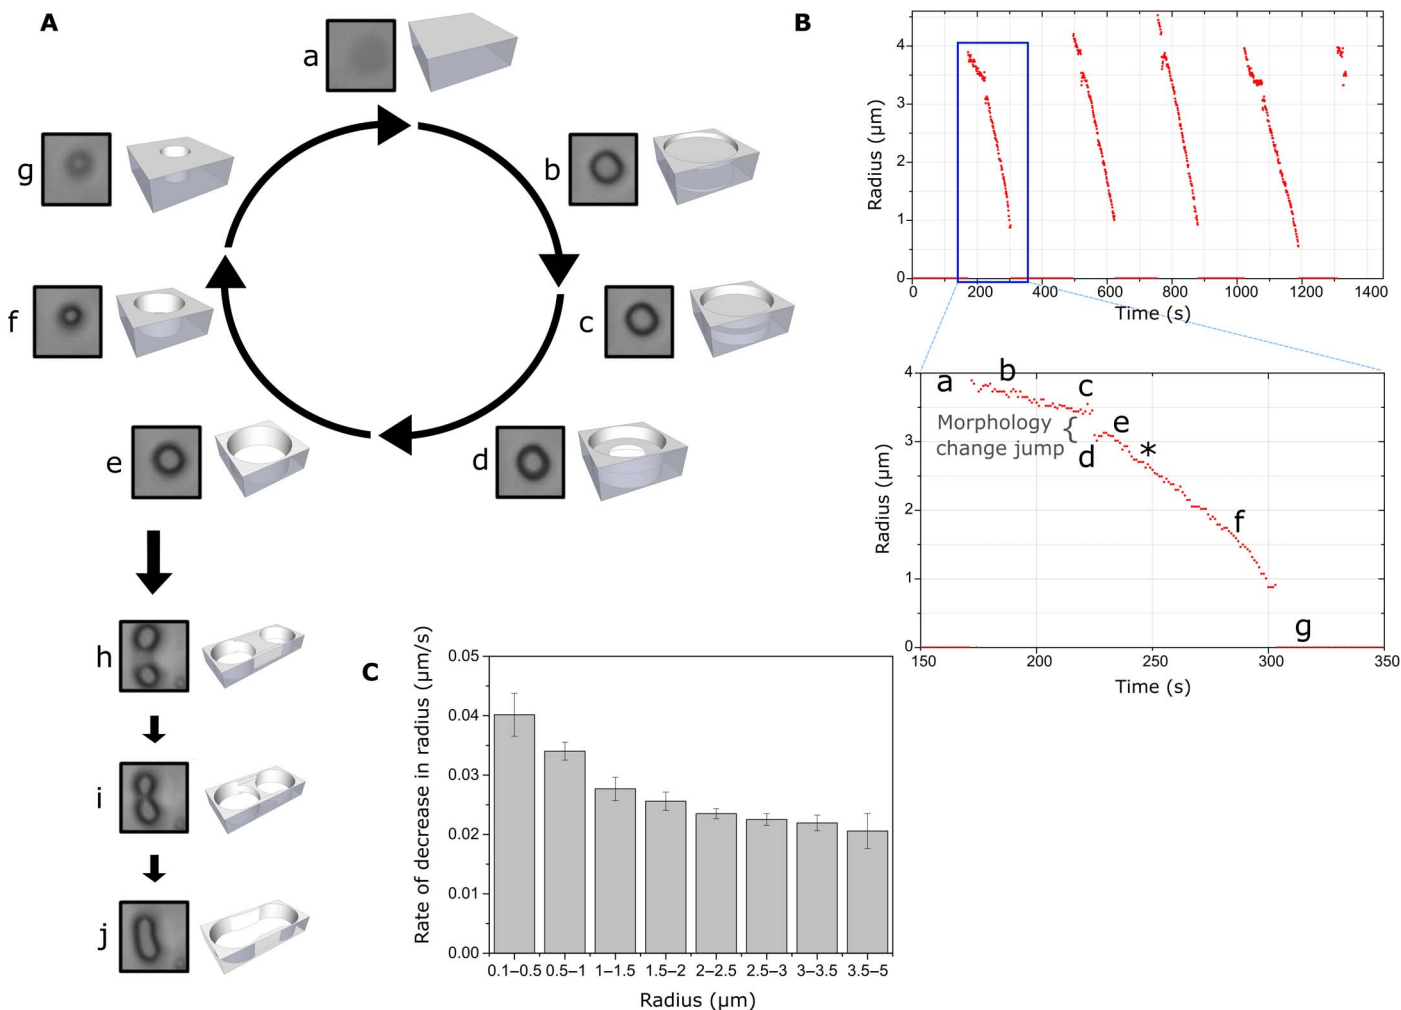 A
a
b
c
d
e
f
g
h
i
j
B
Radius (µm)
4
3
2
1
0
0 200 400 600 800 1000 1200 1400
Time (s)
Radius (µm)
4
3
2
1
0
a
b
c
Morphology
change jump
{
d
e
*
f
g
150 200 250 300 350
Time (s)
c
Rate of decrease in radius (µm/s)
0.05
0.04
0.03
0.02
0.01
0.00
0.1–0.5 0.5–1 1–1.5 1.5–2 2–2.5 2.5–3 3–3.5 3.5–5
Radius (µm)